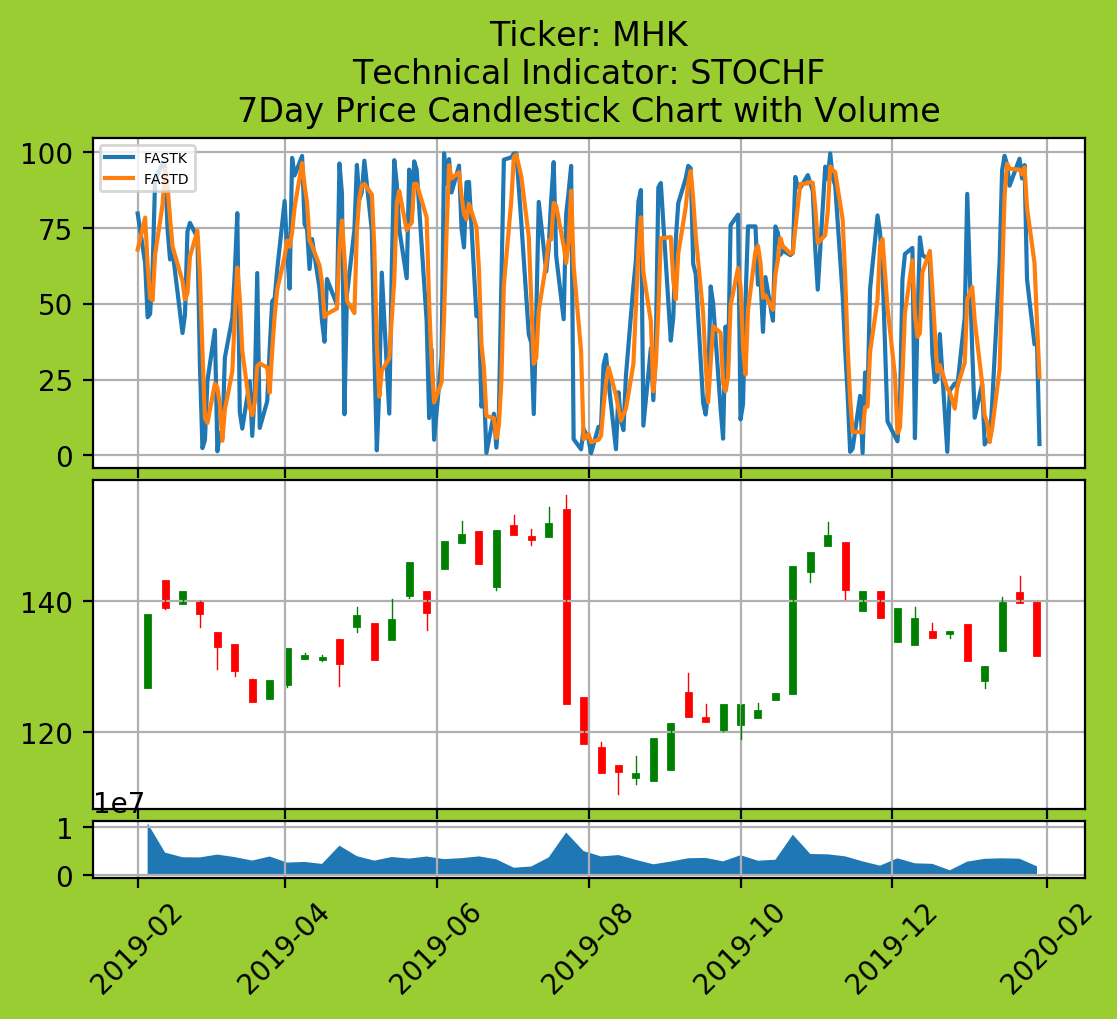 Ticker: MHK
Technical Indicator: STOCHF
7Day Price Candlestick Chart with Volume
100
75
50
25
0
FASTK
FASTD
140
120
1e7
1
0
2019-02
2019-04
2019-06
2019-08
2019-10
2019-12
2020-02